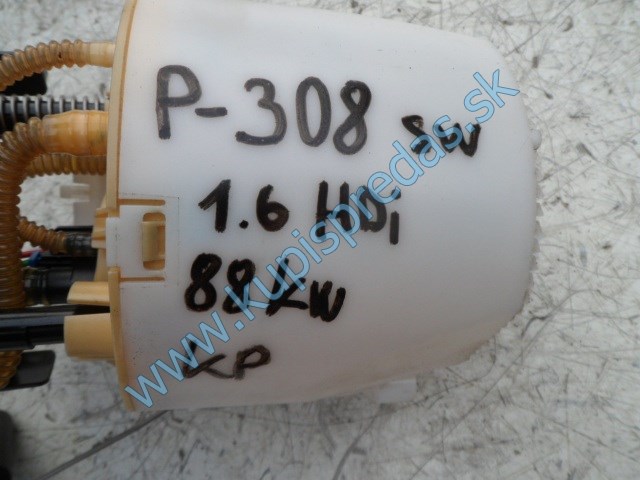 P-308 SW
1.6 HDi
88 kW
KP
www.kupispredas.sk